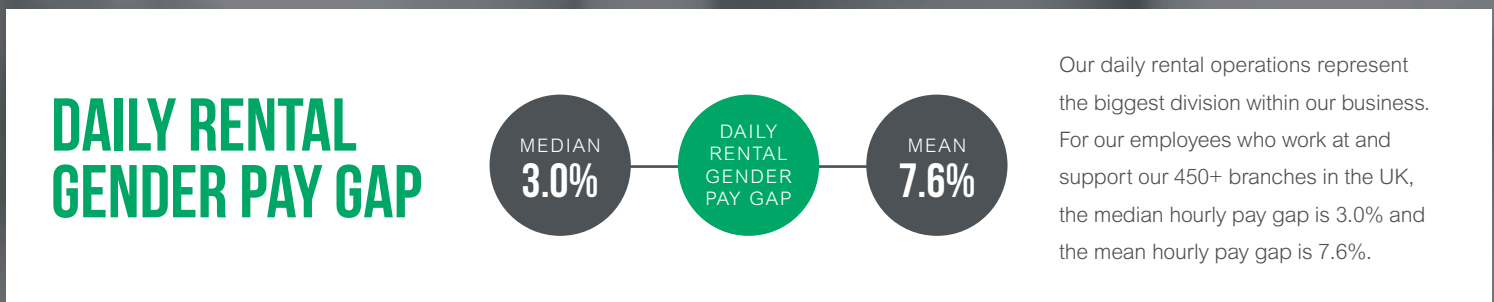 DAILY RENTAL
GENDER PAY GAP
MEDIAN
3.0%
DAILY
RENTAL
GENDER
PAY GAP
MEAN
7.6%
Our daily rental operations represent
the biggest division within our business.
For our employees who work at and
support our 450+ branches in the UK,
the median hourly pay gap is 3.0% and
the mean hourly pay gap is 7.6%.